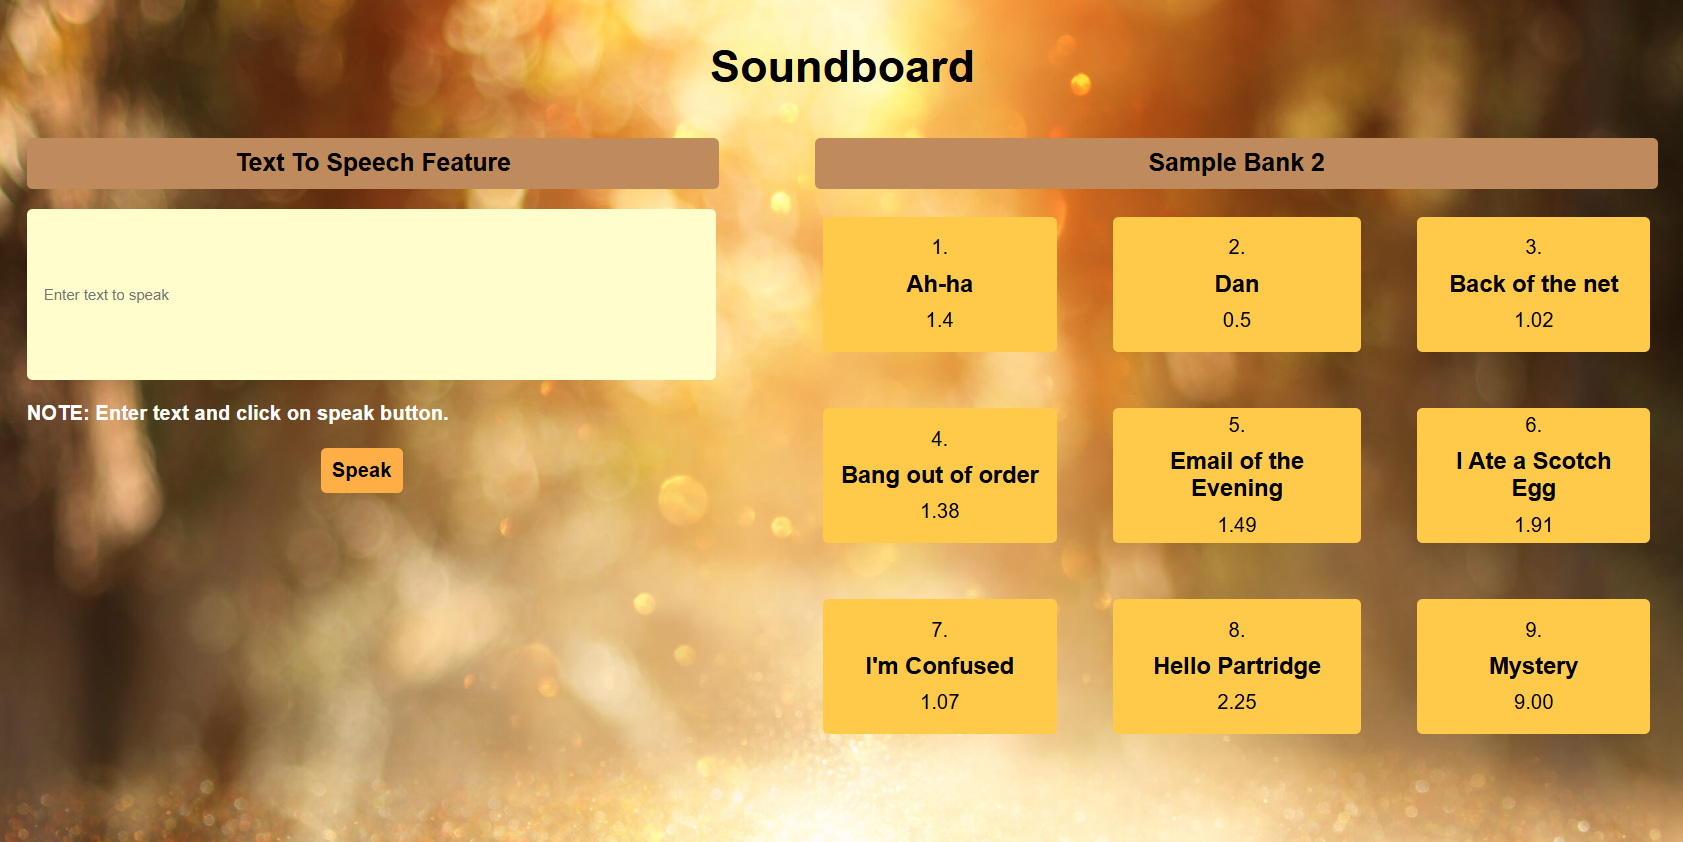 Soundboard
Text To Speech Feature
Enter text to speak
NOTE: Enter text and click on speak button.
Speak
Sample Bank 2
1.
Ah-ha
1.4
2.
Dan
0.5
3.
Back of the net
1.02
4.
Bang out of order
1.38
5.
Email of the
Evening
1.49
6.
I Ate a Scotch
Egg
1.91
7.
I'm Confused
1.07
8.
Hello Partridge
2.25
9.
Mystery
9.00